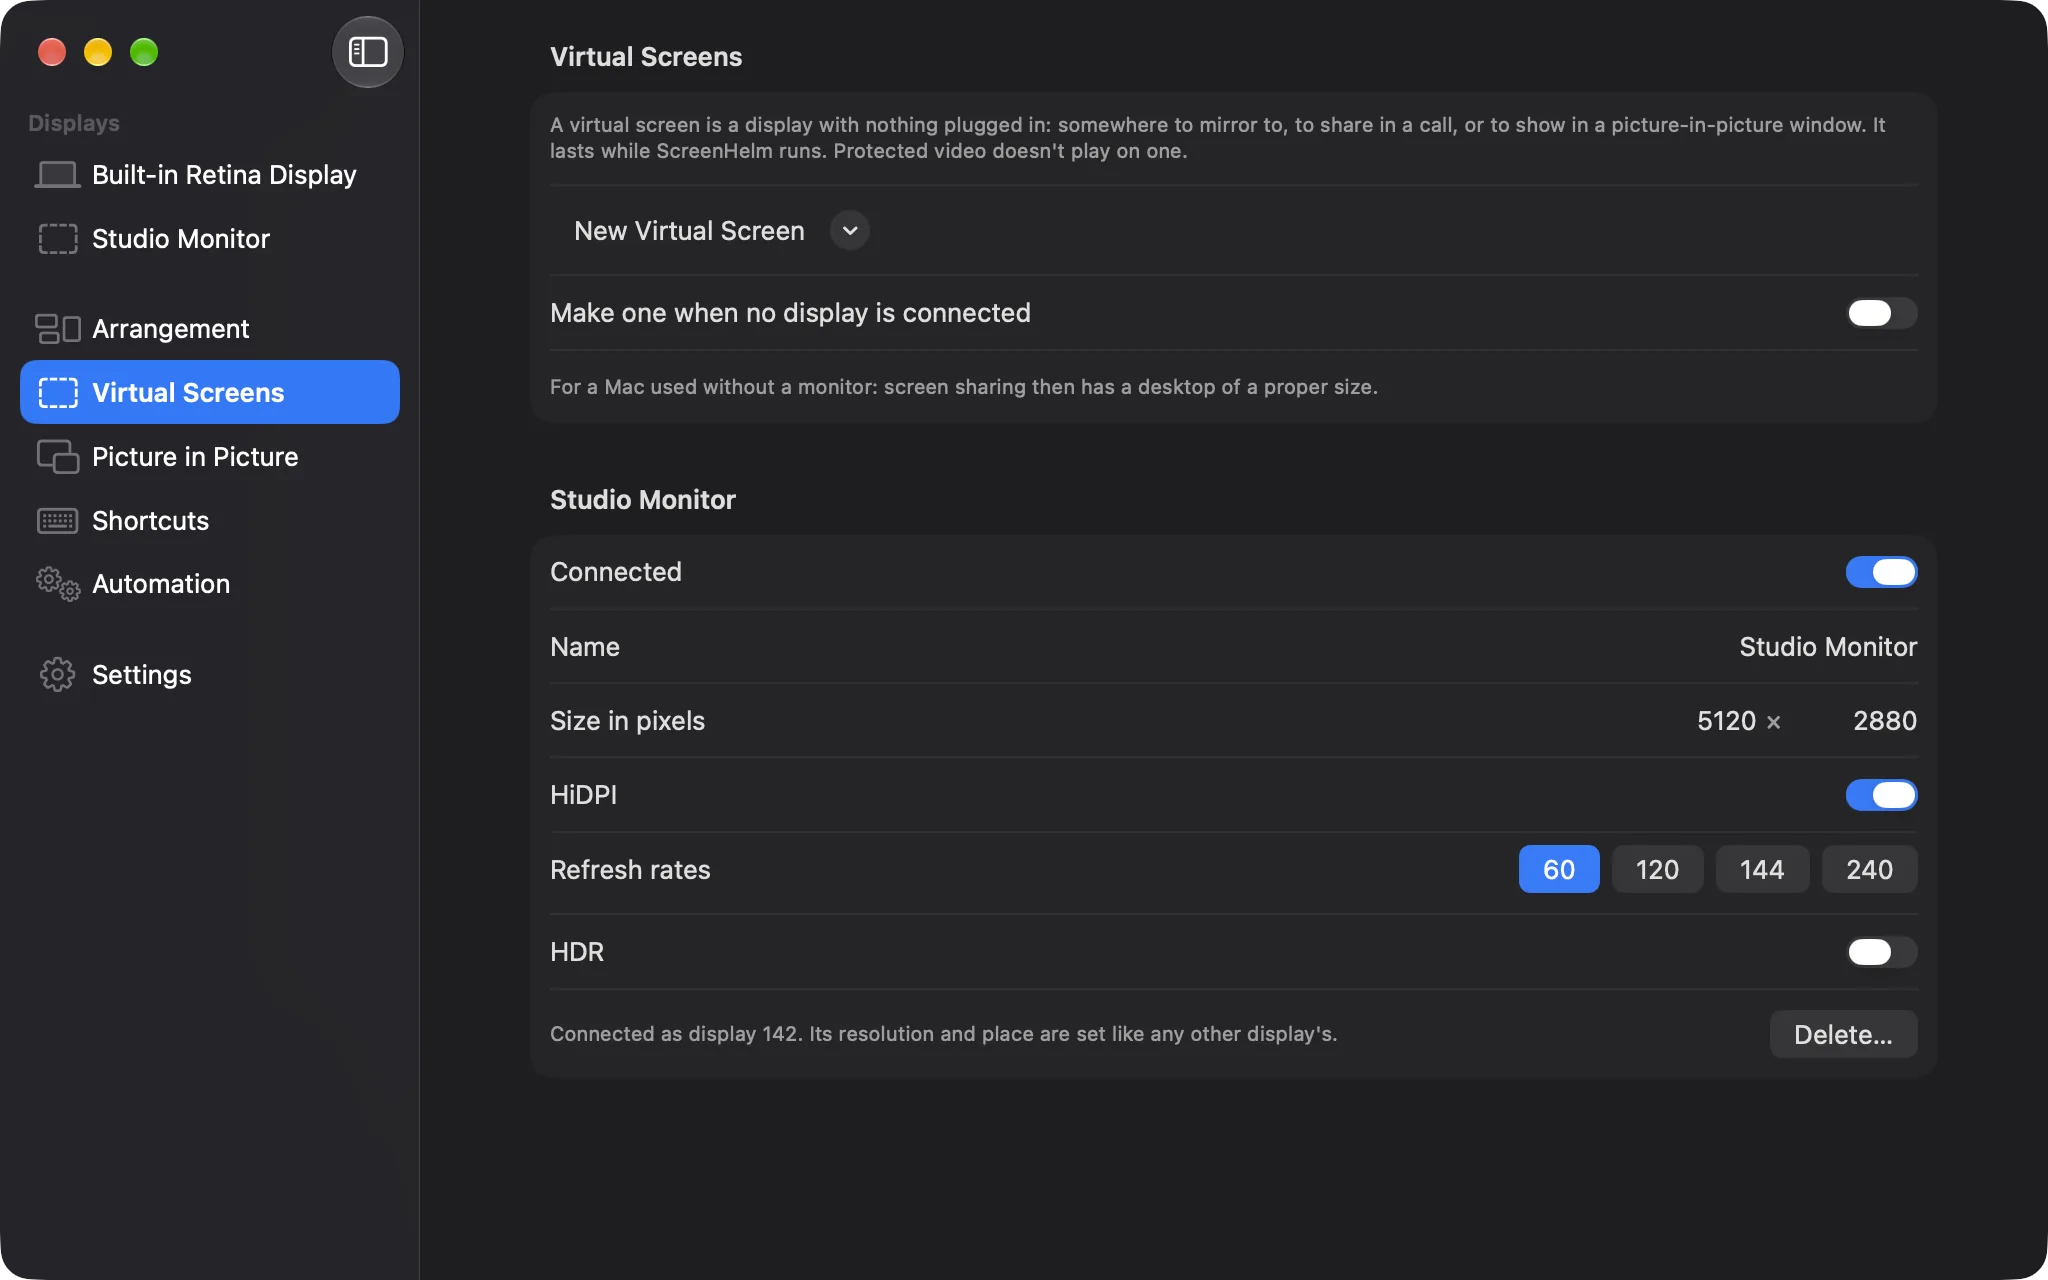 Displays
Built-in Retina Display
Studio Monitor
Arrangement
Virtual Screens
Picture in Picture
Shortcuts
Automation
Settings
Virtual Screens
A virtual screen is a display with nothing plugged in: somewhere to mirror to, to share in a call, or to show in a picture-in-picture window. It
lasts while ScreenHelm runs. Protected video doesn't play on one.
New Virtual Screen
Make one when no display is connected
For a Mac used without a monitor: screen sharing then has a desktop of a proper size.
Studio Monitor
Connected
Name Studio Monitor
Size in pixels 5120 × 2880
HiDPI
Refresh rates 60 120 144 240
HDR
Connected as display 142. Its resolution and place are set like any other display's. Delete...